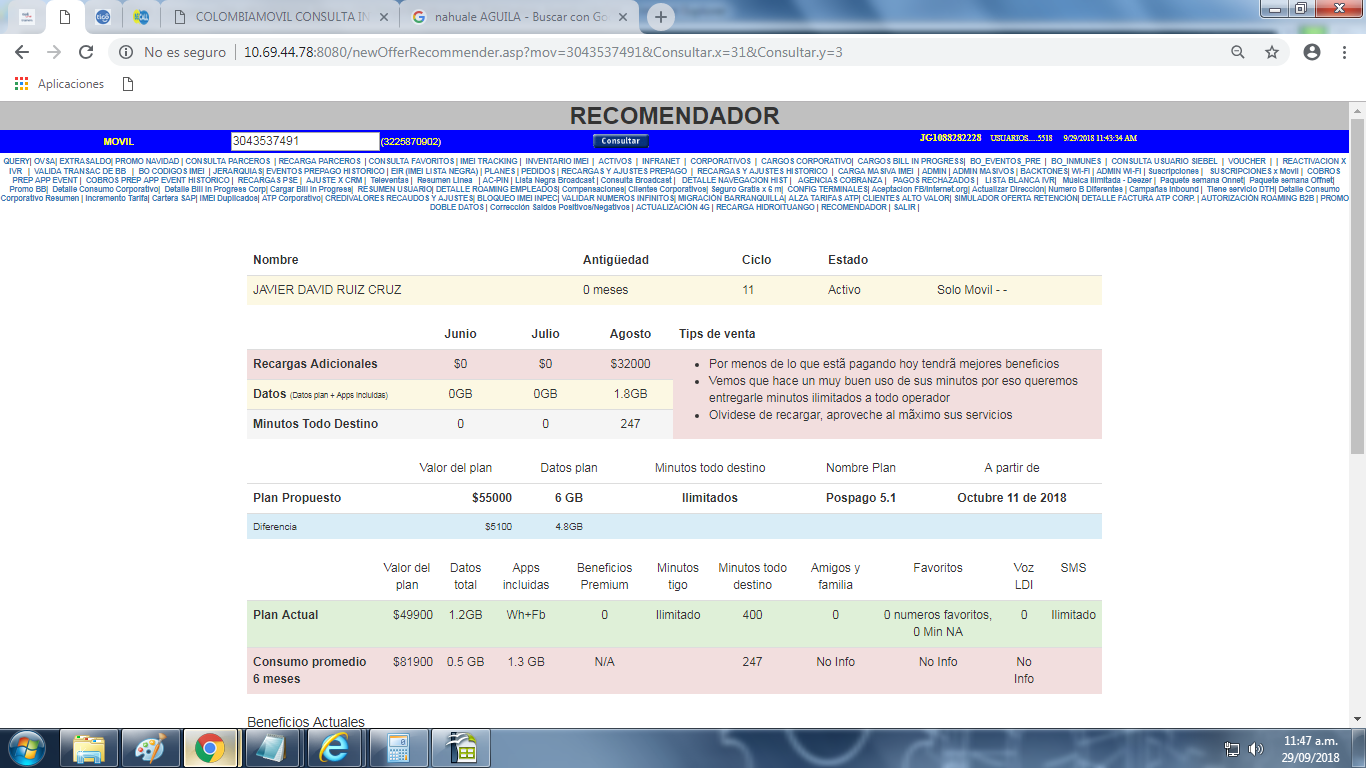 COLOMBIAMOVIL CONSULTA IN
nahuale AGUILA - Buscar con Go
No es seguro | 10.69.44.78:8080/newOfferRecommender.asp?mov=3043537491&Consultar.x=31&Consultar.y=3
Aplicaciones
RECOMENDADOR
MOVIL 3043537491 (3225870902) Consultar JG1088282228 USUARIOS.....5518 9/29/2018 11:43:34 AM
QUERY| OVSA| EXTRASALDO| PROMO NAVIDAD | CONSULTA PARCEROS | RECARGA PARCEROS | CONSULTA FAVORITOS | IMEI TRACKING | INVENTARIO IMEI | ACTIVOS | INFRANET | CORPORATIVOS | CARGOS CORPORATIVO| CARGOS BILL IN PROGRESS| BO_EVENTOS_PRE | BO_INMUNES | CONSULTA USUARIO SIEBEL | VOUCHER | | REACTIVACION X
IVR | VALIDA TRANSAC DE BB | BO CODIGOS IMEI | JERARQUIAS| EVENTOS PREPAGO HISTORICO | EIR (IMEI LISTA NEGRA) | PLANES | PEDIDOS | RECARGAS Y AJUSTES PREPAGO | RECARGAS Y AJUSTES HISTORICO | CARGA MASIVA IMEI | ADMIN | ADMIN MASIVOS | BACKTONES| WI-FI | ADMIN WI-FI | Suscripciones | SUSCRIPCIONES x Movil | COBROS
PREP APP EVENT | COBROS PREP APP EVENT HISTORICO | RECARGAS PSE | AJUSTE X CRM | Televentas | Resumen Linea | AC-PIN | Lista Negra Broadcast | Consulta Broadcast | DETALLE NAVEGACION HIST | AGENCIAS COBRANZA | PAGOS RECHAZADOS | LISTA BLANCA IVR| Música Ilimitada - Deezer | Paquete semana Onnet| Paquete semana Offnet|
Promo BB| Detalle Consumo Corporativo| Detalle Bill In Progress Corp| Cargar Bill In Progress| RESUMEN USUARIO| DETALLE ROAMING EMPLEADOS| Compensaciones| Clientes Corporativos| Seguro Gratis x 6 m| CONFIG TERMINALES| Aceptacion FB/Internet.org| Actualizar Dirección| Numero B Diferentes | Campañas Inbound | Tiene servicio DTH| Detalle Consumo
Corporativo Resumen | Incremento Tarifa| Cartera SAP| IMEI Duplicados| ATP Corporativo| CREDIVALORES RECAUDOS Y AJUSTES| BLOQUEO IMEI INPEC| VALIDAR NUMEROS INFINITOS| MIGRACIÓN BARRANQUILLA| ALZA TARIFAS ATP| CLIENTES ALTO VALOR| SIMULADOR OFERTA RETENCIÓN| DETALLE FACTURA ATP CORP. | AUTORIZACIÓN ROAMING B2B | PROMO
DOBLE DATOS | Corrección Saldos Positivos/Negativos | ACTUALIZACIÓN 4G | RECARGA HIDROITUANGO | RECOMENDADOR | SALIR |
Nombre Antigüedad Ciclo Estado
JAVIER DAVID RUIZ CRUZ 0 meses 11 Activo Solo Movil - -
Junio Julio Agosto Tips de venta
Recargas Adicionales $0 $0 $32000
Datos (Datos plan + Apps incluidas) 0GB 0GB 1.8GB
Minutos Todo Destino 0 0 247
• Por menos de lo que estã pagando hoy tendrã mejores beneficios
• Vemos que hace un muy buen uso de sus minutos por eso queremos
entregarle minutos ilimitados a todo operador
• Olvidese de recargar, aproveche al mãximo sus servicios
Valor del plan Datos plan Minutos todo destino Nombre Plan A partir de
Plan Propuesto $55000 6 GB Ilimitados Pospago 5.1 Octubre 11 de 2018
Diferencia $5100 4.8GB
Valor del Datos Apps Beneficios Minutos Minutos todo Amigos y Favoritos Voz SMS
plan total incluidas Premium tigo destino familia LDI
Plan Actual $49900 1.2GB Wh+Fb 0 Ilimitado 400 0 0 numeros favoritos, 0 Ilimitado
0 Min NA
Consumo promedio $81900 0.5 GB 1.3 GB N/A 247 No Info No Info No
6 meses Info
Beneficios Actuales
11:47 a.m.
29/09/2018